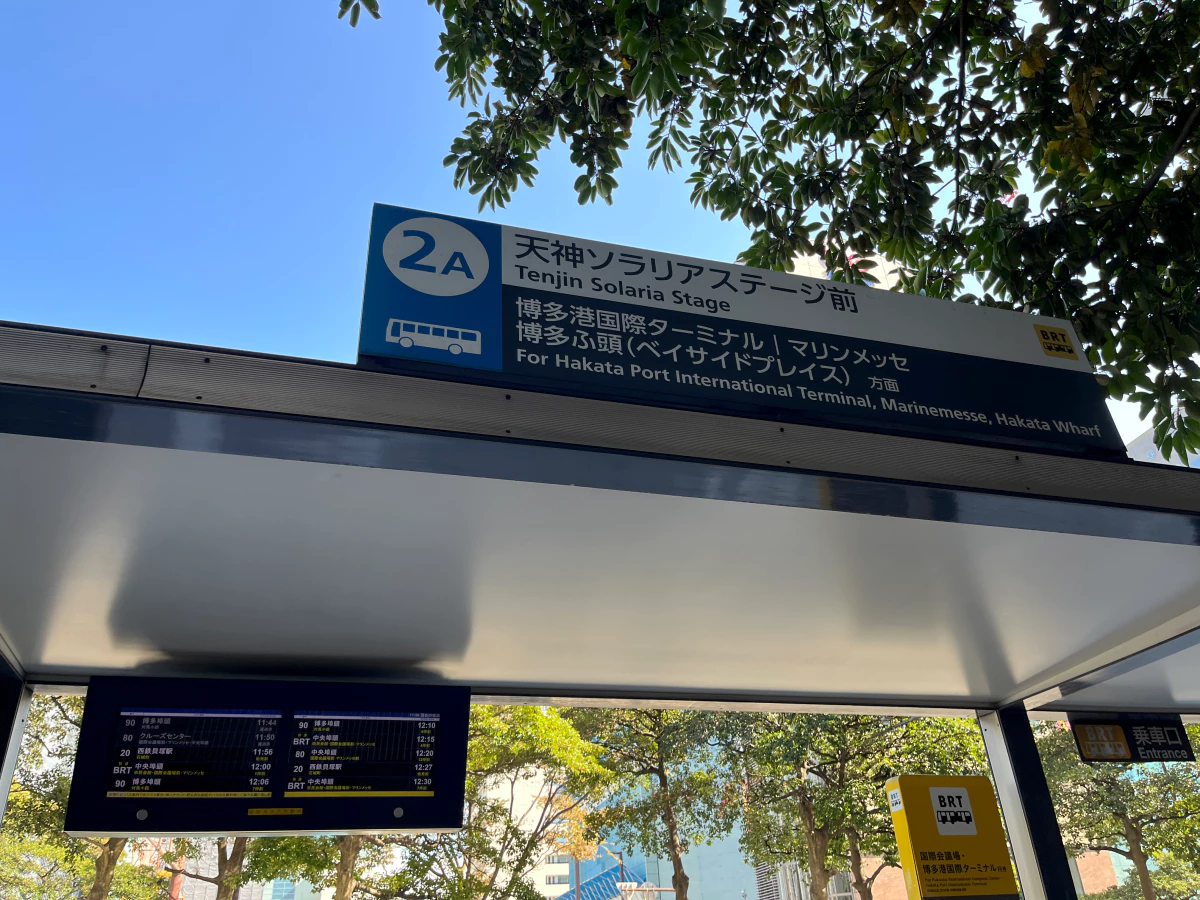 2A
天神ソラリアステージ前
Tenjin Solaria Stage
博多港国際ターミナル | マリンメッセ
博多ふ頭(ベイサイドプレイス) 方面
For Hakata Port International Terminal, Marinemesse, Hakata Wharf
BRT
90 博多埠頭 11:44
80 クルーズセンター 11:50
20 西鉄貝塚駅 11:56
BRT 中央埠頭 12:00
90 博多埠頭 12:06
90 博多埠頭 12:10
BRT 中央埠頭 12:15
80 中央埠頭 12:20
20 西鉄貝塚駅 12:27
BRT 中央埠頭 12:30
BRT
国際会議場・
博多港国際ターミナル行き
BRT
乗車口
Entrance